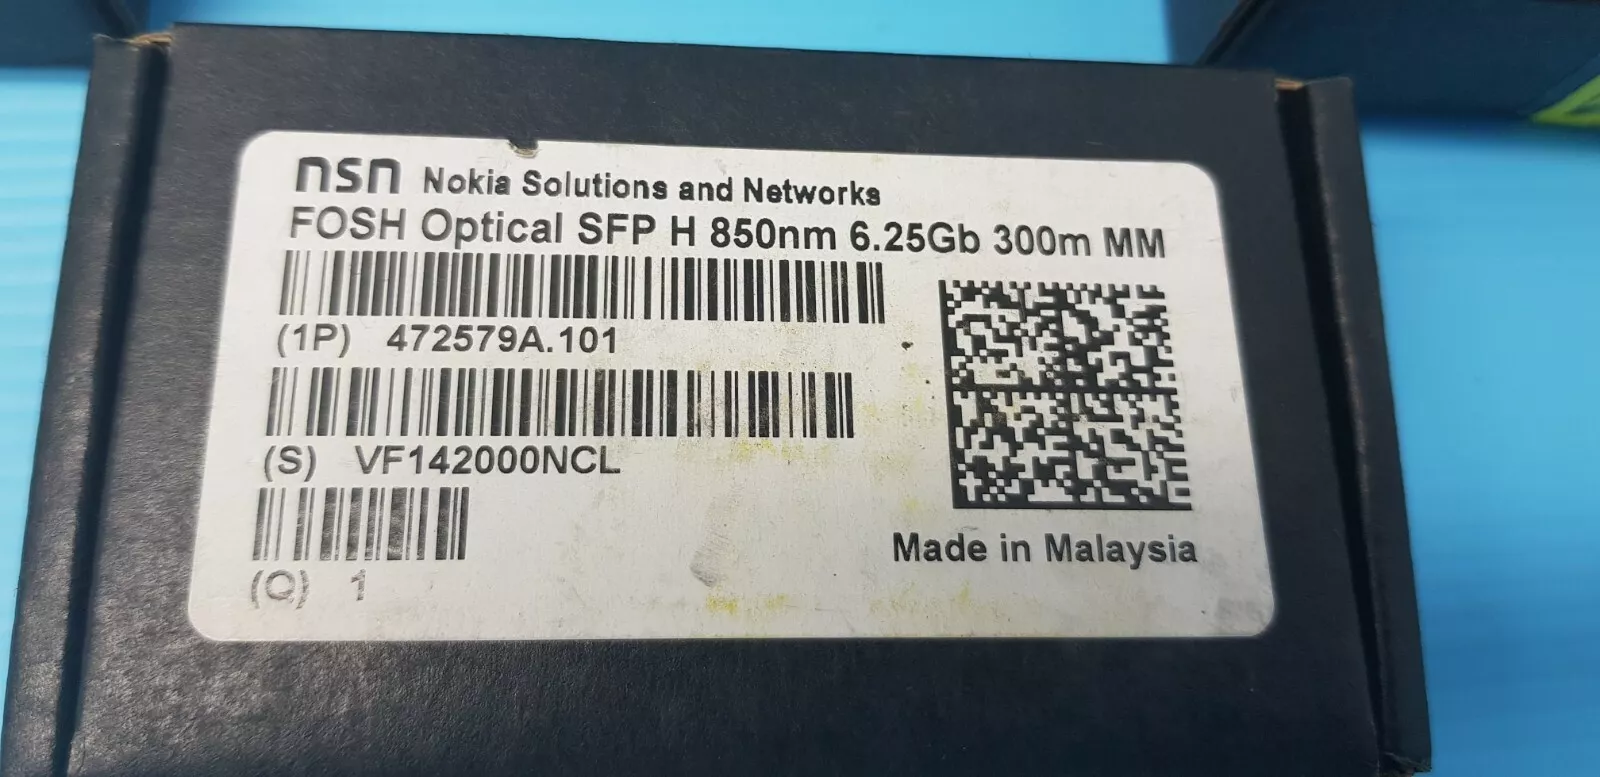 nsn Nokia Solutions and Networks
FOSH Optical SFP H 850nm 6.25Gb 300m MM
(1P) 472579A.101
(S) VF142000NCL
(Q) 1
Made in Malaysia